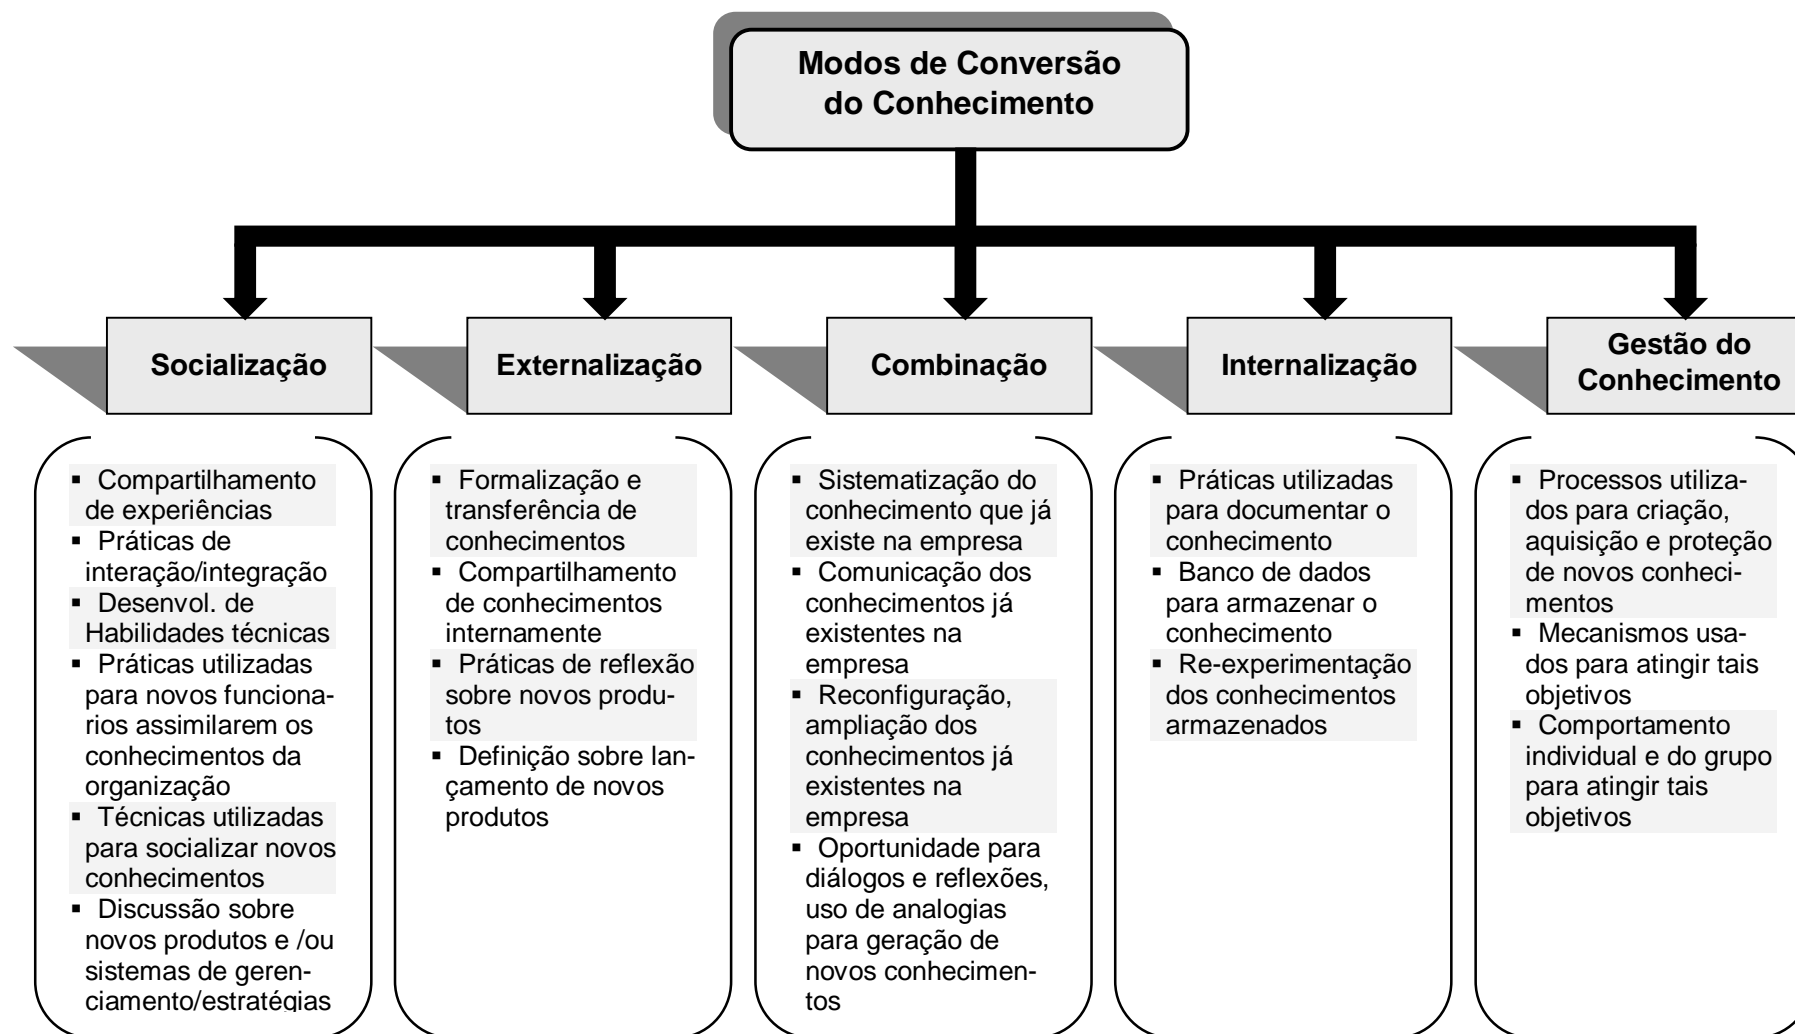 Modos de Conversão
do Conhecimento
Socialização
Externalização
Combinação
Internalização
Gestão do
Conhecimento
▪ Compartilhamento
de experiências
▪ Práticas de
interação/integração
▪ Desenvol. de
Habilidades técnicas
▪ Práticas utilizadas
para novos funciona-
rios assimilarem os
conhecimentos da
organização
▪ Técnicas utilizadas
para socializar novos
conhecimentos
▪ Discussão sobre
novos produtos e /ou
sistemas de geren-
ciamento/estratégias
▪ Formalização e
transferência de
conhecimentos
▪ Compartilhamento
de conhecimentos
internamente
▪ Práticas de reflexão
sobre novos produ-
tos
▪ Definição sobre lan-
çamento de novos
produtos
▪ Sistematização do
conhecimento que já
existe na empresa
▪ Comunicação dos
conhecimentos já
existentes na
empresa
▪ Reconfiguração,
ampliação dos
conhecimentos já
existentes na
empresa
▪ Oportunidade para
diálogos e reflexões,
uso de analogias
para geração de
novos conhecimen-
tos
▪ Práticas utilizadas
para documentar o
conhecimento
▪ Banco de dados
para armazenar o
conhecimento
▪ Re-experimentação
dos conhecimentos
armazenados
▪ Processos utiliza-
dos para criação,
aquisição e proteção
de novos conheci-
mentos
▪ Mecanismos usa-
dos para atingir tais
objetivos
▪ Comportamento
individual e do grupo
para atingir tais
objetivos